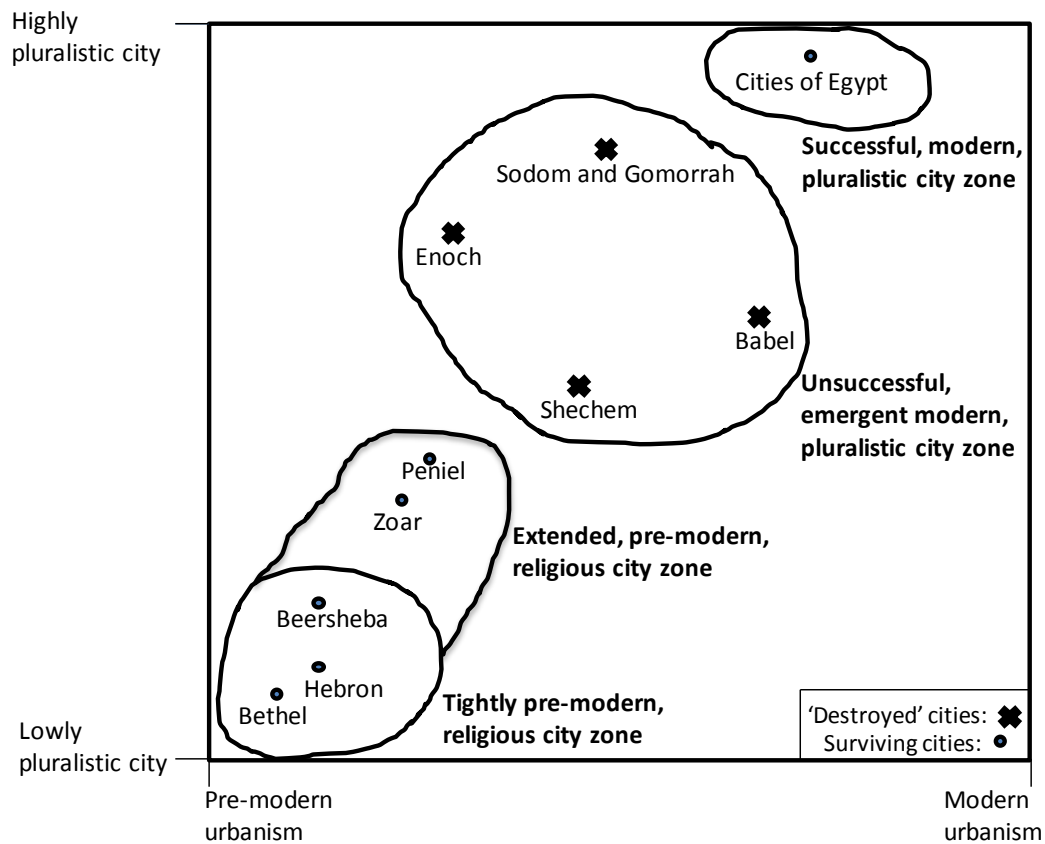 Highly
pluralistic city
Cities of Egypt
Successful, modern,
pluralistic city zone
Sodom and Gomorrah
Enoch
Babel
Unsuccessful,
emergent modern,
pluralistic city zone
Shechem
Peniel
Zoar
Extended, pre-modern,
religious city zone
Beersheba
Hebron
Bethel
Tightly pre-modern,
religious city zone
‘Destroyed’ cities:
Surviving cities:
Lowly
pluralistic city
Pre-modern
urbanism
Modern
urbanism